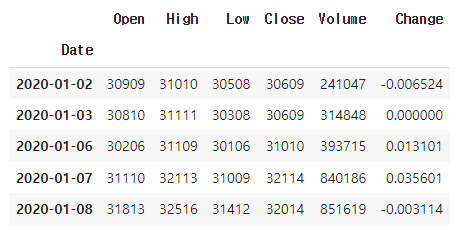 Open High Low Close Volume Change
Date
2020-01-02 30909 31010 30508 30609 241047 -0.006524
2020-01-03 30810 31111 30308 30609 314848 0.000000
2020-01-06 30206 31109 30106 31010 393715 0.013101
2020-01-07 31110 32113 31009 32114 840186 0.035601
2020-01-08 31813 32516 31412 32014 851619 -0.003114